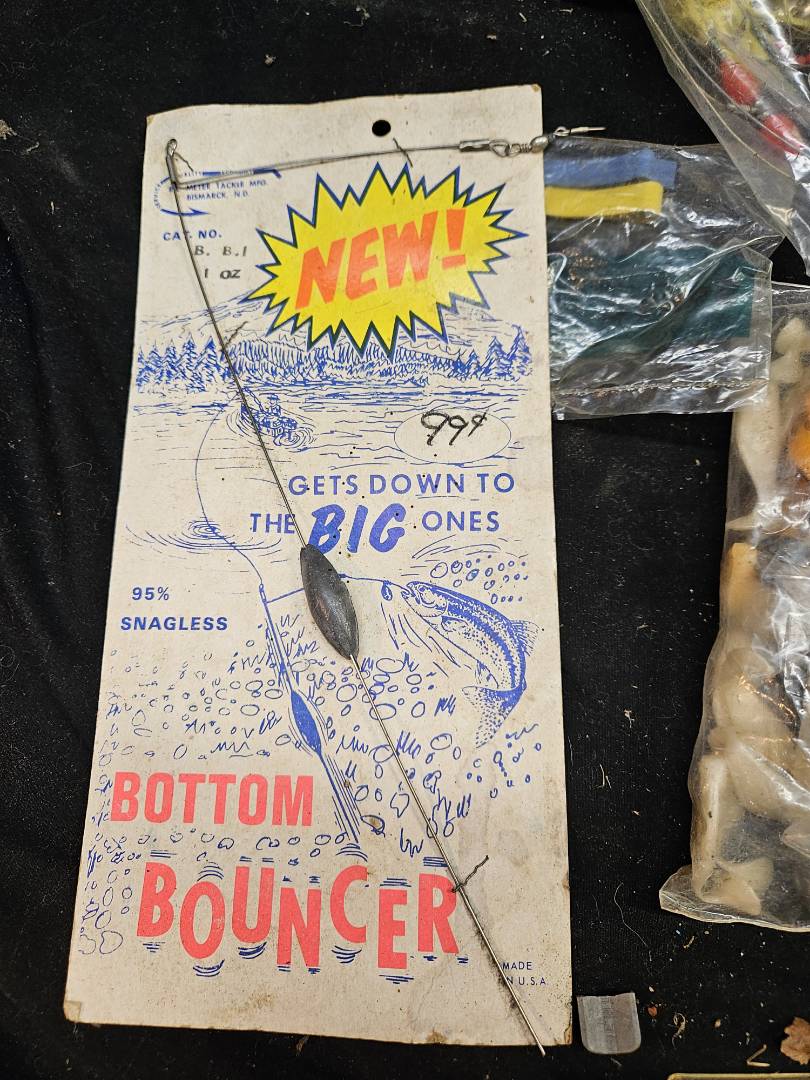 METER TACKLE MFG.
BISMARCK, N.D.
CAT. NO.
B. B. 1
1 oz
NEW!
99¢
GETS DOWN TO
THE BIG ONES
95%
SNAGLESS
BOTTOM
BOUNCER
MADE
IN U.S.A.